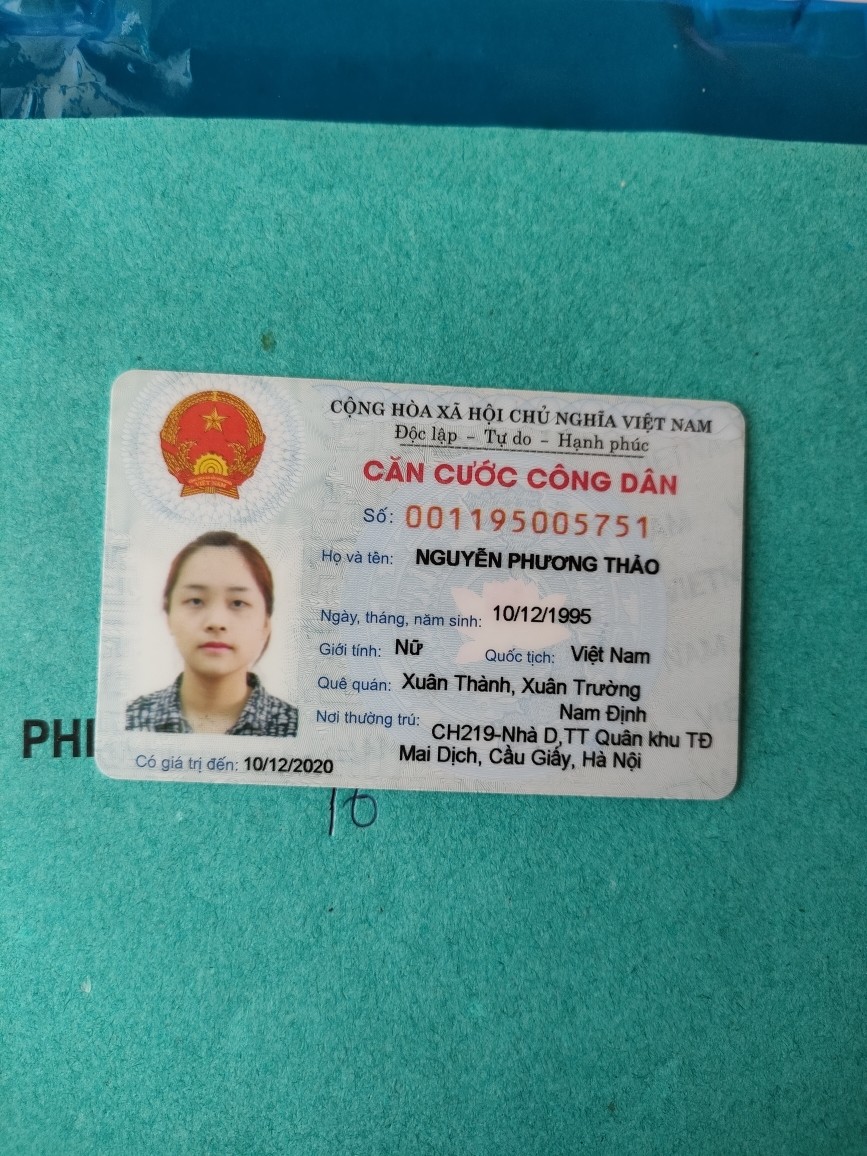 CỘNG HÒA XÃ HỘI CHỦ NGHĨA VIỆT NAM
Độc lập - Tự do - Hạnh phúc
CĂN CƯỚC CÔNG DÂN
Số: 001195005751
Họ và tên: NGUYỄN PHƯƠNG THẢO
Ngày, tháng, năm sinh: 10/12/1995
Giới tính: Nữ Quốc tịch: Việt Nam
Quê quán: Xuân Thành, Xuân Trường
Nam Định
Nơi thường trú: CH219-Nhà D,TT Quân khu TĐ
Mai Dịch, Cầu Giấy, Hà Nội
Có giá trị đến: 10/12/2020
PHI
16